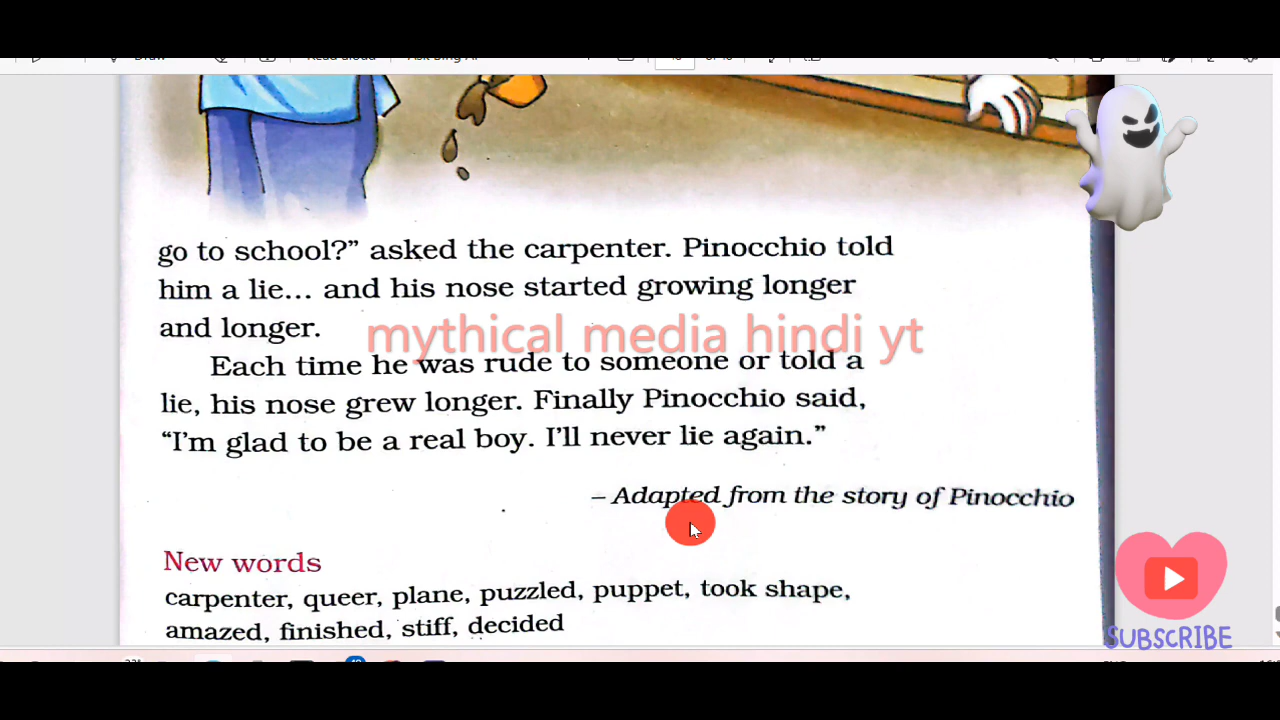 go to school?” asked the carpenter. Pinocchio told
him a lie... and his nose started growing longer
and longer.
mythical media hindi yt
Each time he was rude to someone or told a
lie, his nose grew longer. Finally Pinocchio said,
“I'm glad to be a real boy. I'll never lie again.”
– Adapted from the story of Pinocchio
New words
carpenter, queer, plane, puzzled, puppet, took shape,
amazed, finished, stiff, decided
SUBSCRIBE